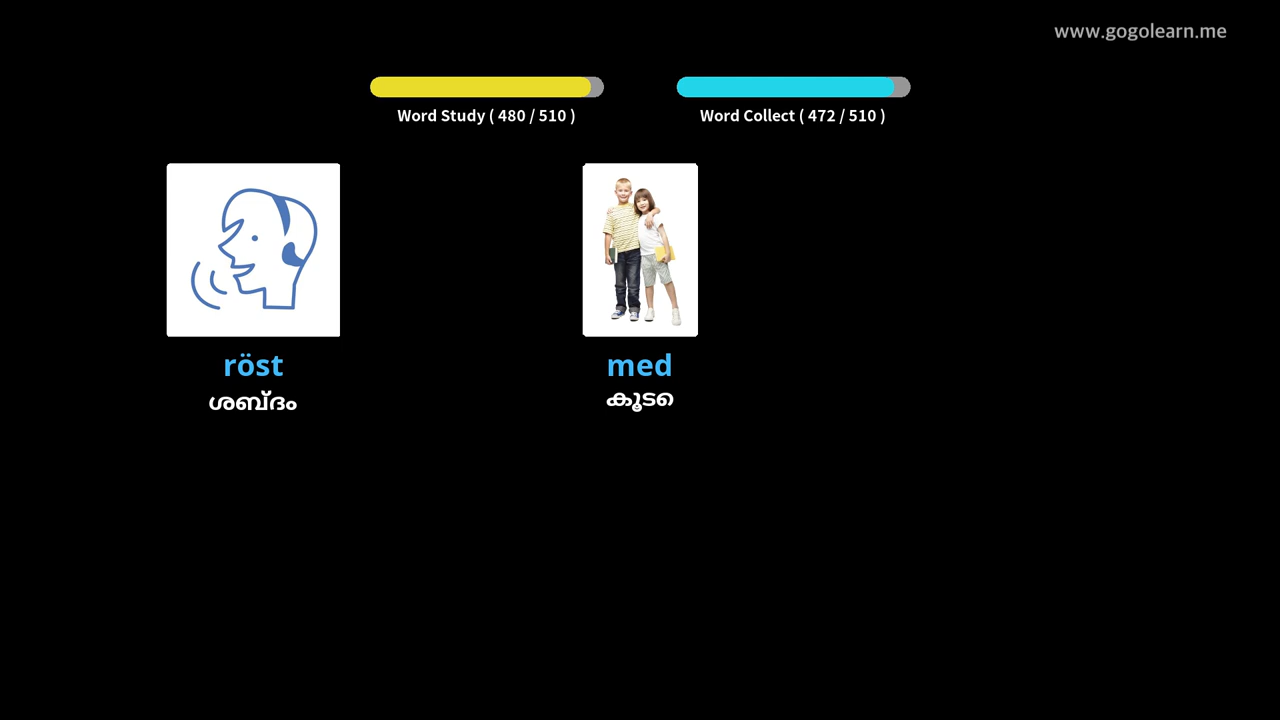 www.gogolearn.me
Word Study ( 480 / 510 )
Word Collect ( 472 / 510 )
röst
med
ശബ്ദം
കൂടെ